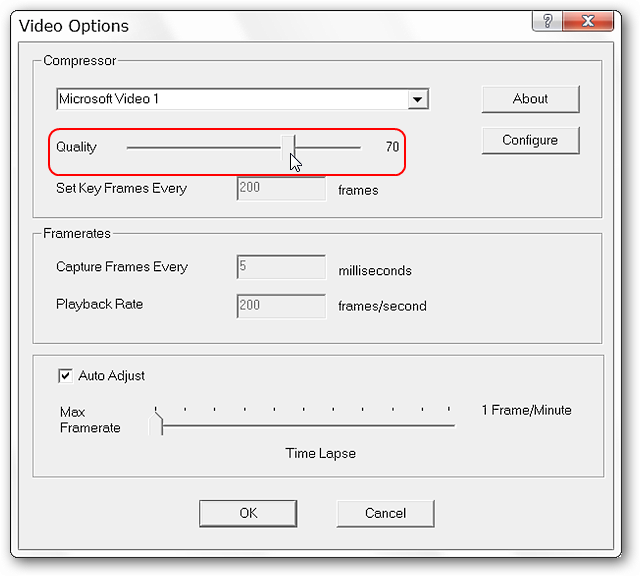 Video Options
?
Compressor
Microsoft Video 1
About
Quality 70
Configure
Set Key Frames Every 200 frames
Framerates
Capture Frames Every 5 milliseconds
Playback Rate 200 frames/second
Auto Adjust
Max Framerate
1 Frame/Minute
Time Lapse
OK Cancel